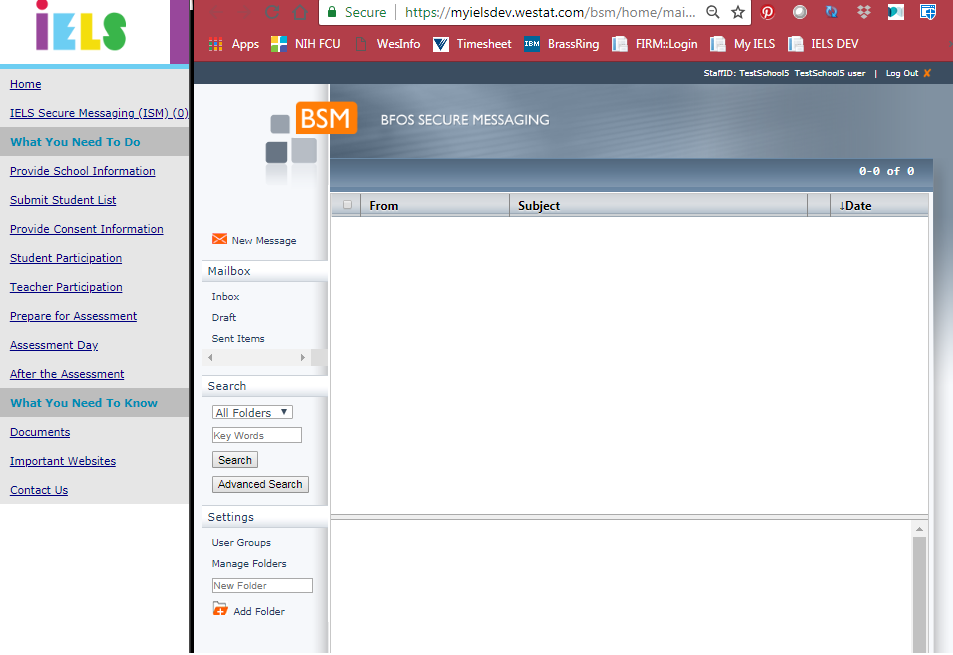 iELS
Home
IELS Secure Messaging (ISM) (0)
What You Need To Do
Provide School Information
Submit Student List
Provide Consent Information
Student Participation
Teacher Participation
Prepare for Assessment
Assessment Day
After the Assessment
What You Need To Know
Documents
Important Websites
Contact Us
Secure https://myielsdev.westat.com/bsm/home/mai...
Apps NIH FCU WesInfo Timesheet IBM BrassRing FIRM::Login My IELS IELS DEV
StaffID: TestSchool5 TestSchool5 user | Log Out
BSM BFOS SECURE MESSAGING
0-0 of 0
From Subject ↓Date
New Message
Mailbox
Inbox
Draft
Sent Items
Search
All Folders
Key Words
Search
Advanced Search
Settings
User Groups
Manage Folders
New Folder
Add Folder